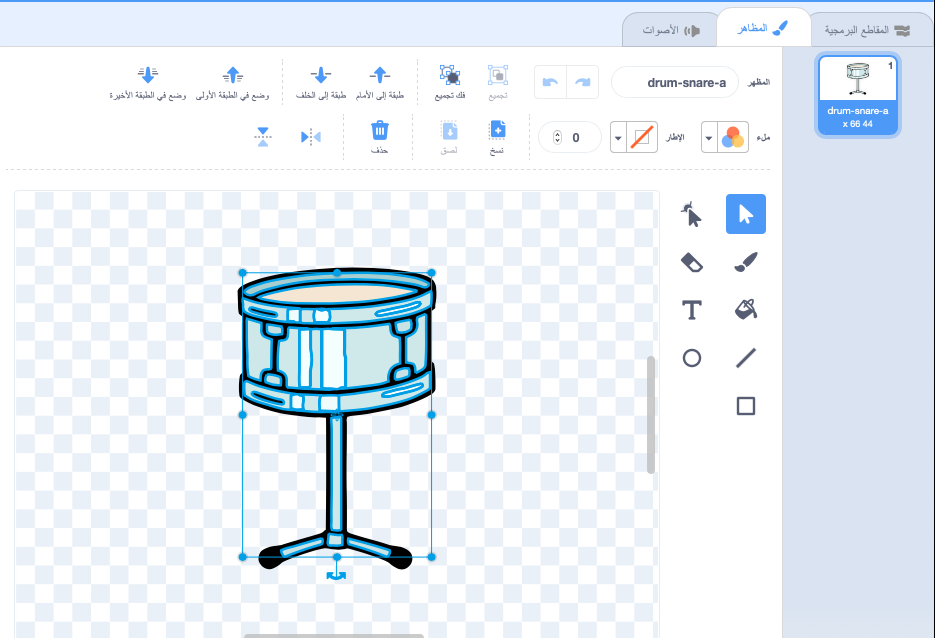 المقاطع البرمجية
المظاهر
الأصوات
1
drum-snare-a
66 x 44
المظهر
drum-snare-a
تجميع
فك تجميع
طبقة إلى الأمام
طبقة إلى الخلف
وضع في الطبقة الأولى
وضع في الطبقة الأخيرة
ملء
الإطار
0
نسخ
لصق
حذف
T